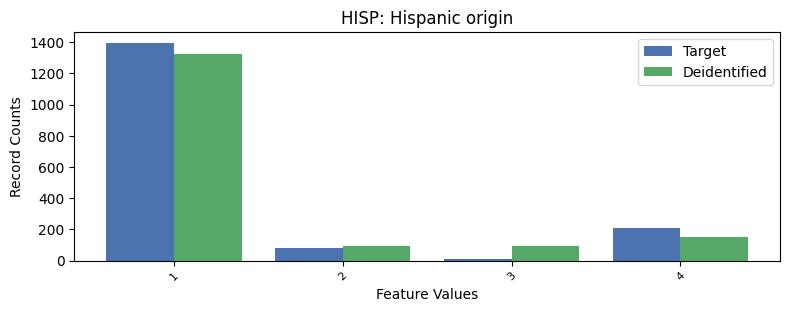 HISP: Hispanic origin
Target
Deidentified
Record Counts
1400
1200
1000
800
600
400
200
0
1
2
3
4
Feature Values